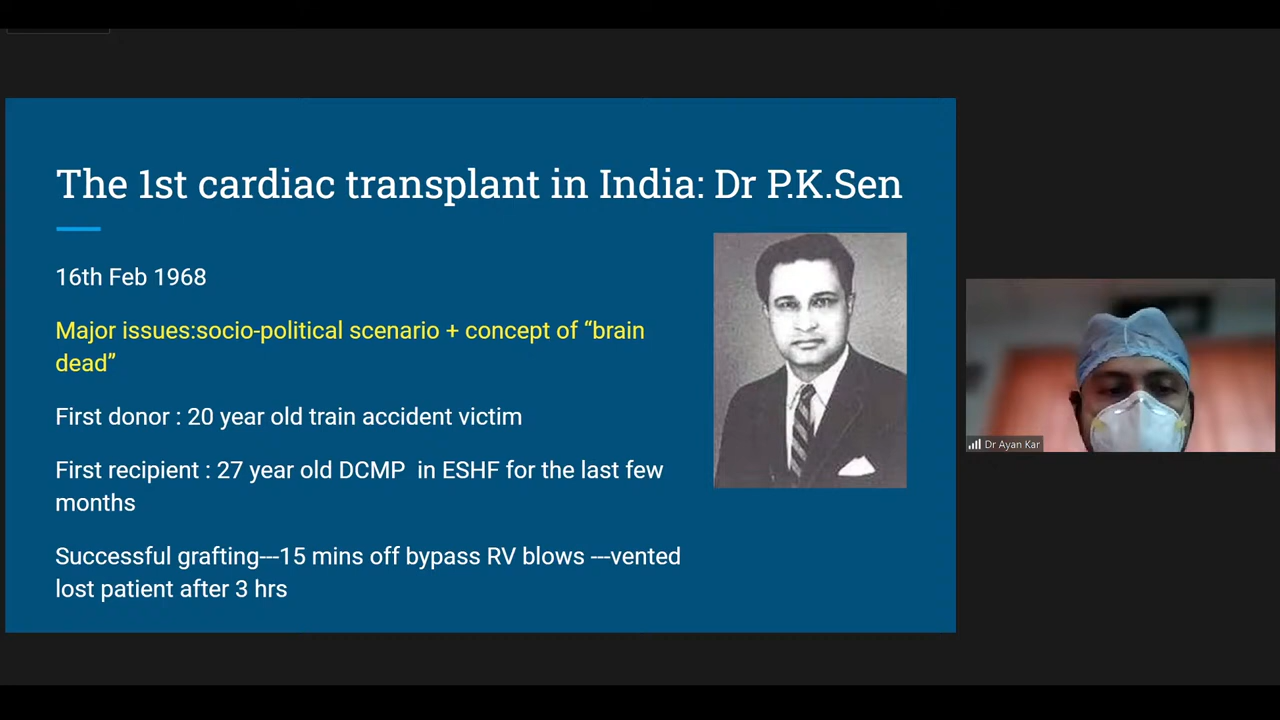 The 1st cardiac transplant in India: Dr P.K.Sen
16th Feb 1968
Major issues:socio-political scenario + concept of “brain
dead”
First donor : 20 year old train accident victim
First recipient : 27 year old DCMP  in ESHF for the last few
months
Successful grafting---15 mins off bypass RV blows ---vented
lost patient after 3 hrs
Dr Ayan Kar